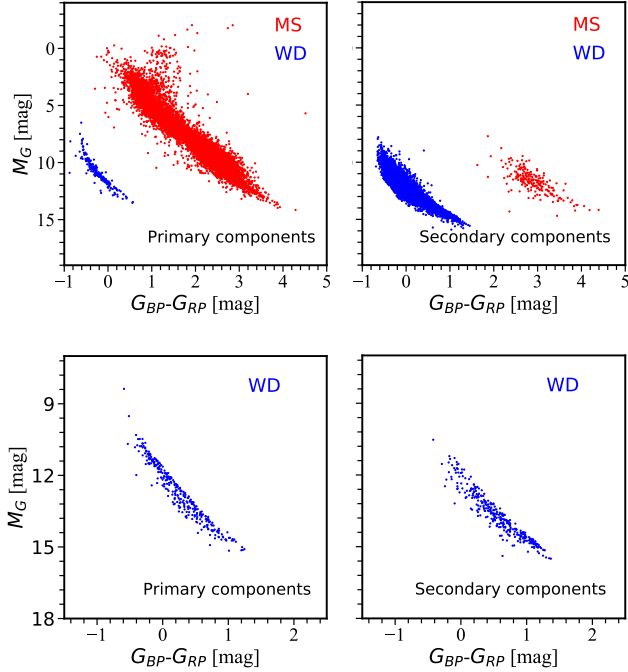 MS
WD
0
5
10
15
M_G [mag]
Primary components
−1 0 1 2 3 4 5
G_BP-G_RP [mag]
MS
WD
Secondary components
−1 0 1 2 3 4 5
G_BP-G_RP [mag]
WD
9
12
15
18
M_G [mag]
Primary components
−1 0 1 2
G_BP-G_RP [mag]
WD
Secondary components
−1 0 1 2
G_BP-G_RP [mag]